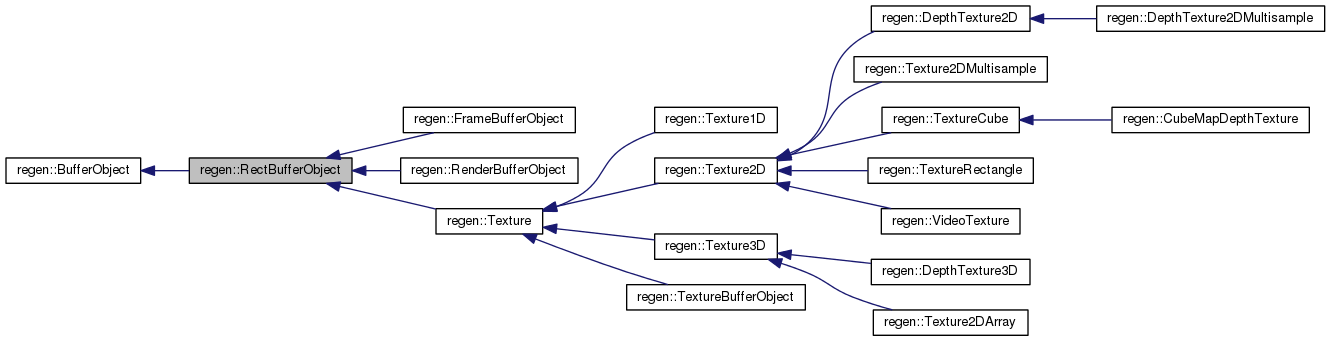 regen::DepthTexture2D
regen::DepthTexture2DMultisample
regen::Texture2DMultisample
regen::FrameBufferObject
regen::Texture1D
regen::TextureCube
regen::CubeMapDepthTexture
regen::BufferObject
regen::RectBufferObject
regen::RenderBufferObject
regen::Texture2D
regen::TextureRectangle
regen::Texture
regen::VideoTexture
regen::Texture3D
regen::DepthTexture3D
regen::TextureBufferObject
regen::Texture2DArray